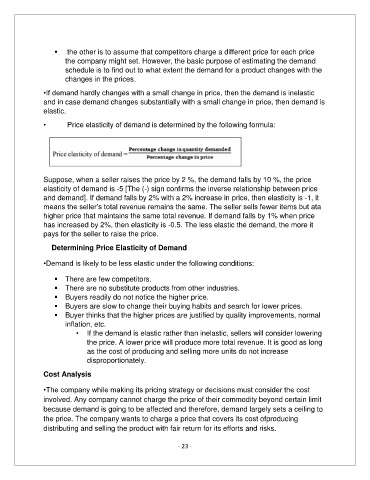 ▪ the other is to assume that competitors charge a different price for each price
the company might set. However, the basic purpose of estimating the demand
schedule is to find out to what extent the demand for a product changes with the
changes in the prices.
•If demand hardly changes with a small change in price, then the demand is inelastic
and in case demand changes substantially with a small change in price, then demand is
elastic.
• Price elasticity of demand is determined by the following formula:
Price elasticity of demand = Percentage change in quantity demanded
Percentage change in price
Suppose, when a seller raises the price by 2 %, the demand falls by 10 %, the price
elasticity of demand is -5 [The (-) sign confirms the inverse relationship between price
and demand]. If demand falls by 2% with a 2% increase in price, then elasticity is -1, it
means the seller's total revenue remains the same. The seller sells fewer items but ata
higher price that maintains the same total revenue. If demand falls by 1% when price
has increased by 2%, then elasticity is -0.5. The less elastic the demand, the more it
pays for the seller to raise the price.
Determining Price Elasticity of Demand
•Demand is likely to be less elastic under the following conditions:
▪ There are few competitors.
▪ There are no substitute products from other industries.
▪ Buyers readily do not notice the higher price.
▪ Buyers are slow to change their buying habits and search for lower prices.
▪ Buyer thinks that the higher prices are justified by quality improvements, normal
inflation, etc.
• If the demand is elastic rather than inelastic, sellers will consider lowering
the price. A lower price will produce more total revenue. It is good as long
as the cost of producing and selling more units do not increase
disproportionately.
Cost Analysis
•The company while making its pricing strategy or decisions must consider the cost
involved. Any company cannot charge the price of their commodity beyond certain limit
because demand is going to be affected and therefore, demand largely sets a ceiling to
the price. The company wants to charge a price that covers its cost ofproducing
distributing and selling the product with fair return for its efforts and risks.
- 23 -